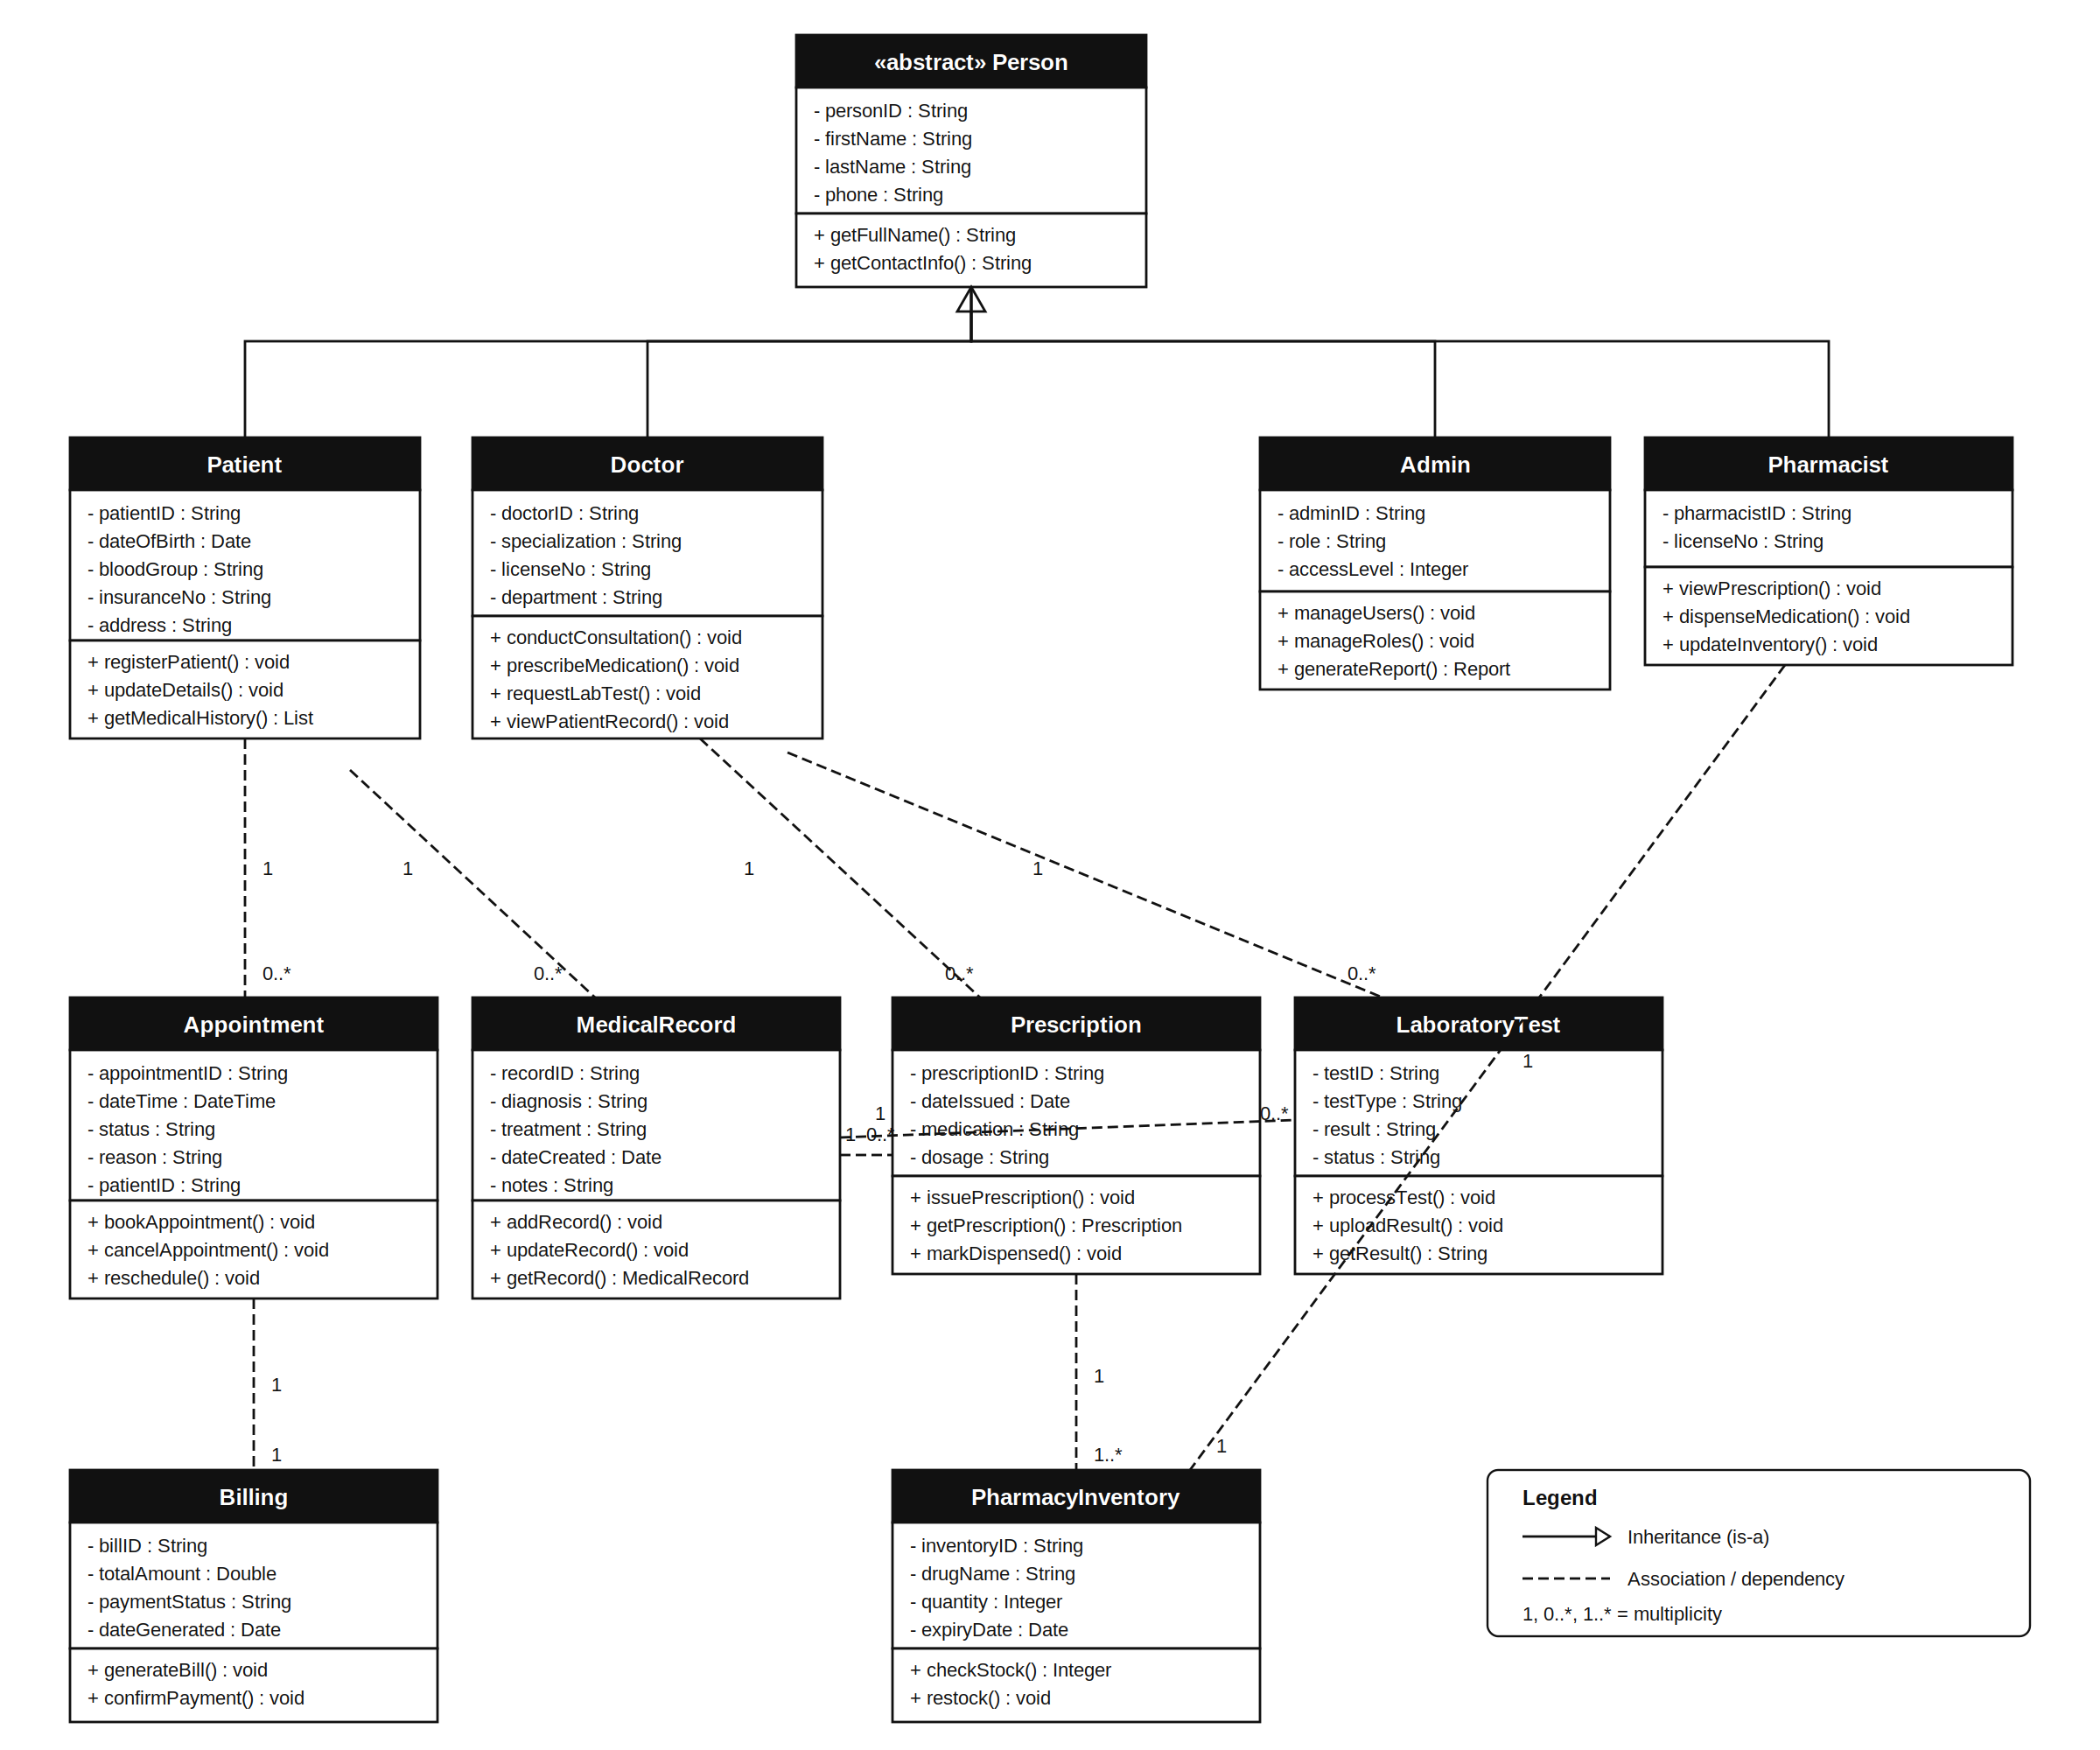 «abstract» Person
- personID : String
- firstName : String
- lastName : String
- phone : String
+ getFullName() : String
+ getContactInfo() : String
Patient
- patientID : String
- dateOfBirth : Date
- bloodGroup : String
- insuranceNo : String
- address : String
+ registerPatient() : void
+ updateDetails() : void
+ getMedicalHistory() : List
Doctor
- doctorID : String
- specialization : String
- licenseNo : String
- department : String
+ conductConsultation() : void
+ prescribeMedication() : void
+ requestLabTest() : void
+ viewPatientRecord() : void
Admin
- adminID : String
- role : String
- accessLevel : Integer
+ manageUsers() : void
+ manageRoles() : void
+ generateReport() : Report
Pharmacist
- pharmacistID : String
- licenseNo : String
+ viewPrescription() : void
+ dispenseMedication() : void
+ updateInventory() : void
1
1
1
1
0..*
0..*
0..*
0..*
Appointment
- appointmentID : String
- dateTime : DateTime
- status : String
- reason : String
- patientID : String
+ bookAppointment() : void
+ cancelAppointment() : void
+ reschedule() : void
MedicalRecord
- recordID : String
- diagnosis : String
- treatment : String
- dateCreated : Date
- notes : String
+ addRecord() : void
+ updateRecord() : void
+ getRecord() : MedicalRecord
1
1
0..*
Prescription
- prescriptionID : String
- dateIssued : Date
- medication : String
- dosage : String
+ issuePrescription() : void
+ getPrescription() : Prescription
+ markDispensed() : void
0..*
LaboratoryTest
1
- testID : String
- testType : String
- result : String
- status : String
+ processTest() : void
+ uploadResult() : void
+ getResult() : String
1
1
1
1..*
1
Billing
- billID : String
- totalAmount : Double
- paymentStatus : String
- dateGenerated : Date
+ generateBill() : void
+ confirmPayment() : void
PharmacyInventory
- inventoryID : String
- drugName : String
- quantity : Integer
- expiryDate : Date
+ checkStock() : Integer
+ restock() : void
Legend
Inheritance (is-a)
Association / dependency
1, 0..*, 1..* = multiplicity